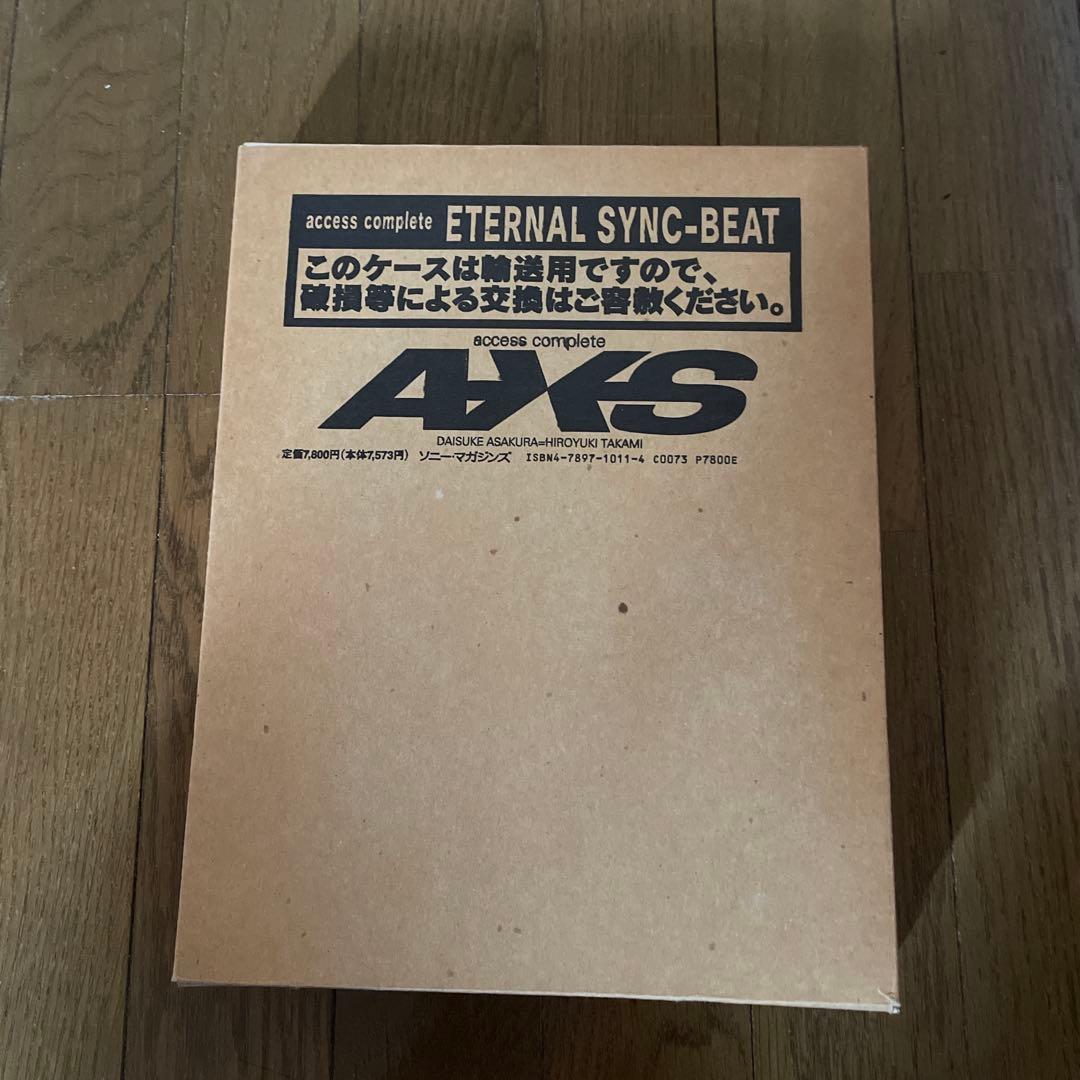 access complete ETERNAL SYNC-BEAT
このケースは輸送用ですので、
破損等による交換はご容赦ください。
access complete
AXS
DAISUKE ASAKURA=HIROYUKI TAKAMI
定価7,800円(本体7,573円) ソニー・マガジンズ ISBN4-7897-1011-4 C0073 P7800E